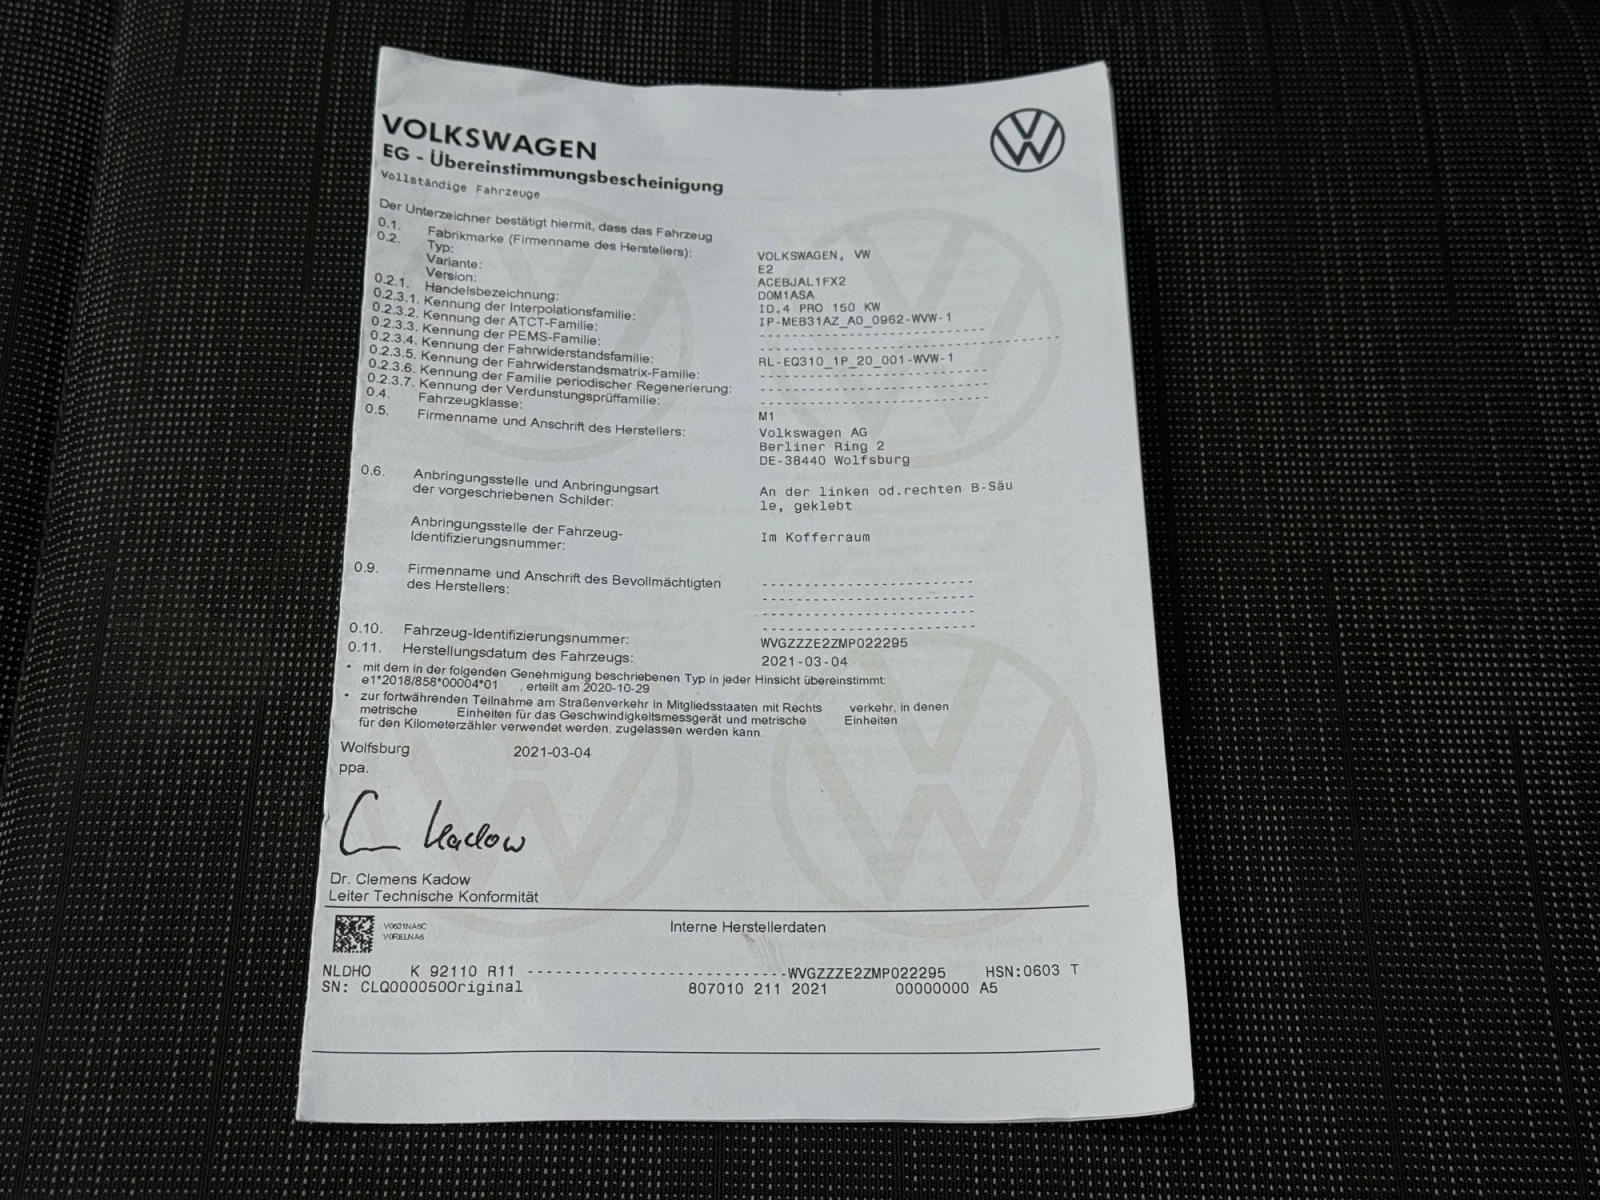 VOLKSWAGEN
EG - Übereinstimmungsbescheinigung
Vollständige Fahrzeuge
Der Unterzeichner bestätigt hiermit, dass das Fahrzeug
0.1. Fabrikmarke (Firmenname des Herstellers): VOLKSWAGEN, VW
0.2. Typ: E2
Variante: ACEBJAL1FX2
Version: D0M1ASA
0.2.1. Handelsbezeichnung: ID.4 PRO 150 KW
0.2.3.1. Kennung der Interpolationsfamilie: IP-MEB31AZ_A0_0962-WVW-1
0.2.3.2. Kennung der ATCT-Familie: --------------------
0.2.3.3. Kennung der PEMS-Familie: --------------------
0.2.3.4. Kennung der Fahrwiderstandsfamilie: RL-EQ310_1P_20_001-WVW-1
0.2.3.5. Kennung der Fahrwiderstandsmatrix-Familie: --------------------
0.2.3.6. Kennung der Familie periodischer Regenerierung: --------------------
0.2.3.7. Kennung der Verdunstungsprüffamilie: --------------------
0.4. Fahrzeugklasse: M1
0.5. Firmenname und Anschrift des Herstellers: Volkswagen AG
Berliner Ring 2
DE-38440 Wolfsburg
0.6. Anbringungsstelle und Anbringungsart
der vorgeschriebenen Schilder: An der linken od.rechten B-Säu
le, geklebt
Anbringungsstelle der Fahrzeug-
Identifizierungsnummer: Im Kofferraum
0.9. Firmenname und Anschrift des Bevollmächtigten
des Herstellers: --------------------
0.10. Fahrzeug-Identifizierungsnummer: WVGZZZE2ZMP022295
0.11. Herstellungsdatum des Fahrzeugs: 2021-03-04
• mit dem in der folgenden Genehmigung beschriebenen Typ in jeder Hinsicht übereinstimmt:
e1*2018/858*00004*01 , erteilt am 2020-10-29
• zur fortwährenden Teilnahme am Straßenverkehr in Mitgliedsstaaten mit Rechts verkehr, in denen
metrische Einheiten für das Geschwindigkeitsmessgerät und metrische Einheiten
für den Kilometerzähler verwendet werden, zugelassen werden kann.
Wolfsburg 2021-03-04
ppa.
C Kadow
Dr. Clemens Kadow
Leiter Technische Konformität
V0631NA6C
V0RELNA6
Interne Herstellerdaten
NLDHO K 92110 R11 --------------------WVGZZZE2ZMP022295 HSN:0603 T
SN: CLQ000050Original 807010 211 2021 00000000 A5